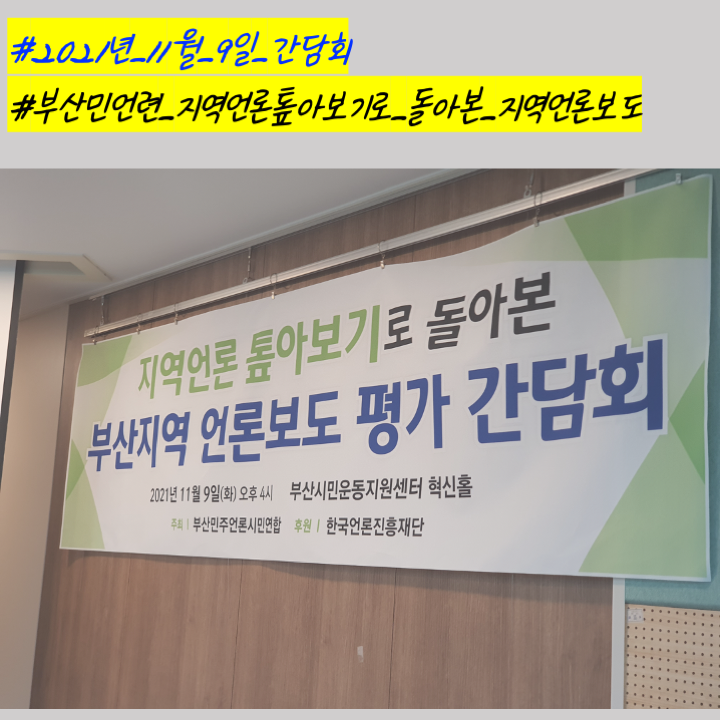 #2021년_11월_9일_간담회
#부산민언련_지역언론톺아보기로_돌아본_지역언론보도
지역언론 톺아보기로 돌아본
부산지역 언론보도 평가 간담회
2021년 11월 9일(화) 오후 4시 부산시민운동지원센터 혁신홀
주최 | 부산민주언론시민연합 후원 | 한국언론진흥재단